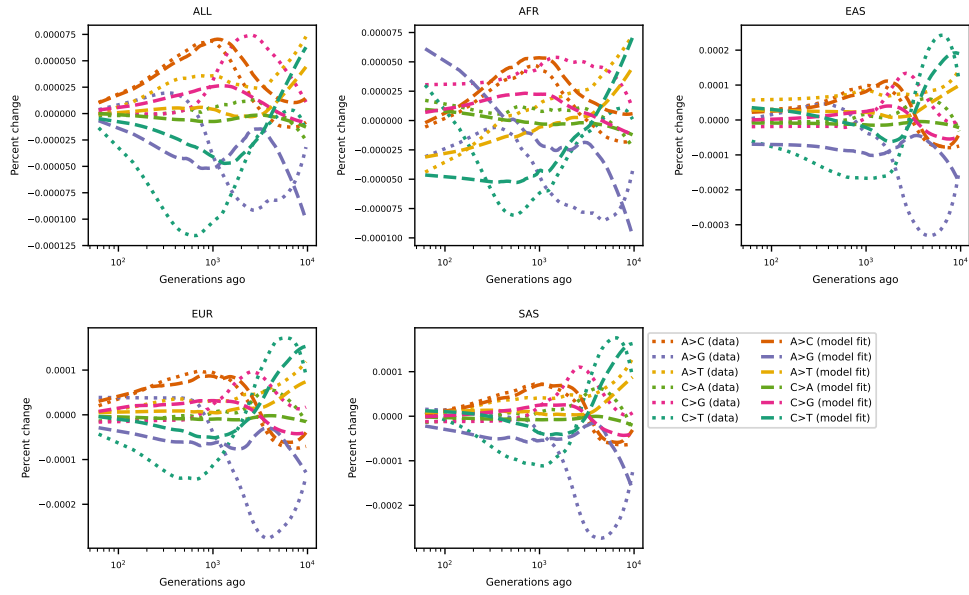 ALL
AFR
EAS
0.000075
0.000050
0.000025
0.000000
−0.000025
−0.000050
−0.000075
−0.000100
−0.000125
Percent change
10² 10³ 10⁴
Generations ago
0.000075
0.000050
0.000025
0.000000
−0.000025
−0.000050
−0.000075
−0.000100
Percent change
10² 10³ 10⁴
Generations ago
0.0002
0.0001
0.0000
−0.0001
−0.0002
−0.0003
Percent change
10² 10³ 10⁴
Generations ago
EUR
SAS
0.0001
0.0000
−0.0001
−0.0002
Percent change
10² 10³ 10⁴
Generations ago
0.0001
0.0000
−0.0001
−0.0002
Percent change
10² 10³ 10⁴
Generations ago
A>C (data) A>C (model fit)
A>G (data) A>G (model fit)
A>T (data) A>T (model fit)
C>A (data) C>A (model fit)
C>G (data) C>G (model fit)
C>T (data) C>T (model fit)